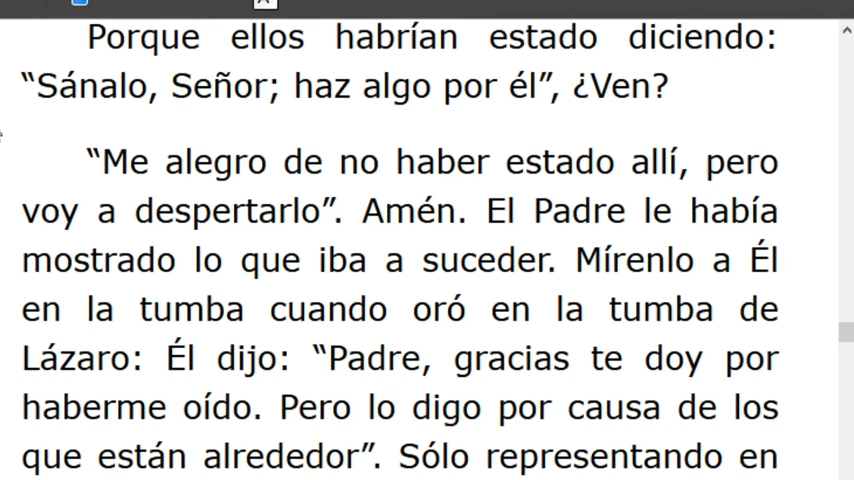 Porque ellos habrían estado diciendo:
“Sánalo, Señor; haz algo por él”, ¿Ven?
“Me alegro de no haber estado allí, pero
voy a despertarlo”. Amén. El Padre le había
mostrado lo que iba a suceder. Mírenlo a Él
en la tumba cuando oró en la tumba de
Lázaro: Él dijo: “Padre, gracias te doy por
haberme oído. Pero lo digo por causa de los
que están alrededor”. Sólo representando en